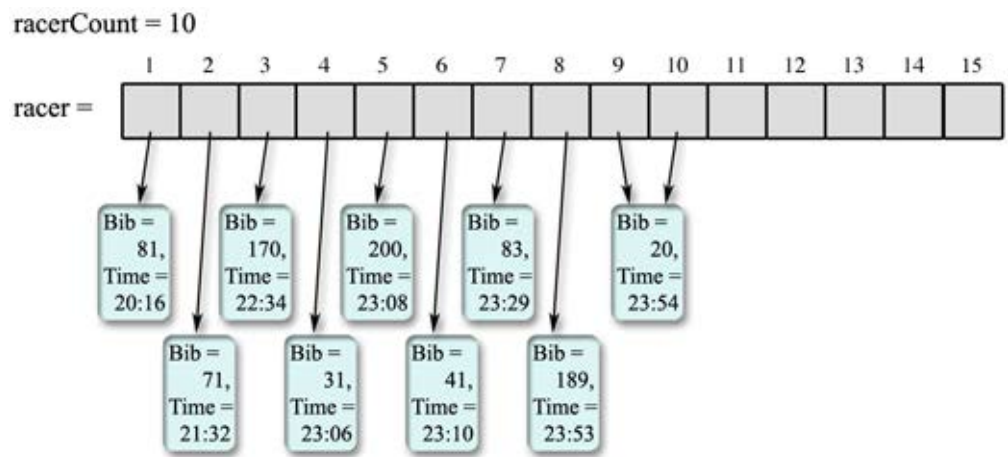 racerCount = 10
1 2 3 4 5 6 7 8 9 10 11 12 13 14 15
racer =
Bib =
81,
Time =
20:16
Bib =
170,
Time =
22:34
Bib =
200,
Time =
23:08
Bib =
83,
Time =
23:29
Bib =
20,
Time =
23:54
Bib =
71,
Time =
21:32
Bib =
31,
Time =
23:06
Bib =
41,
Time =
23:10
Bib =
189,
Time =
23:53